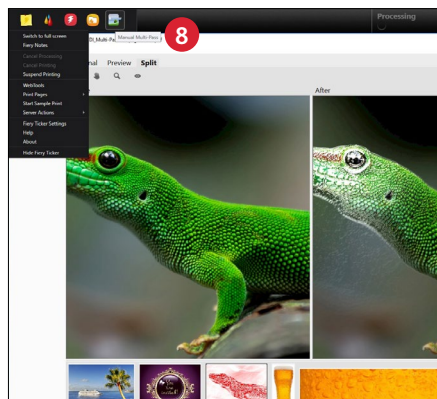 Processing
Manual Multi-Pass
8
Switch to full screen
Fiery Notes
Cancel Processing
Cancel Printing
Suspend Printing
WebTools
Print Pages
Start Sample Print
Server Actions
Fiery Ticker Settings
Help
About
Hide Fiery Ticker
Preview Split
After